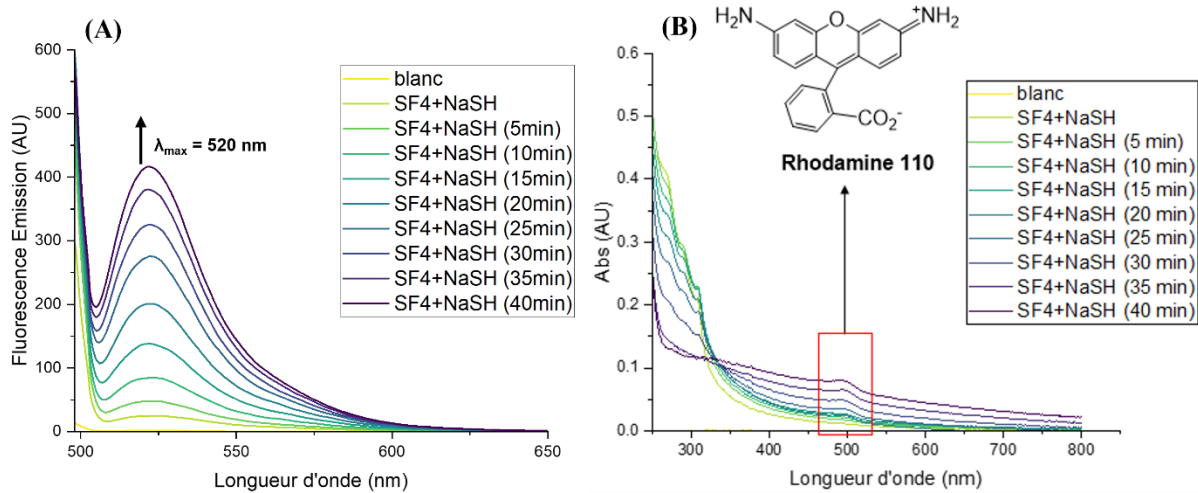 (A)
600
500
400
300
200
100
0
Fluorescence Emission (AU)
λmax = 520 nm
blanc
SF4+NaSH
SF4+NaSH (5min)
SF4+NaSH (10min)
SF4+NaSH (15min)
SF4+NaSH (20min)
SF4+NaSH (25min)
SF4+NaSH (30min)
SF4+NaSH (35min)
SF4+NaSH (40min)
500
550
600
650
Longueur d'onde (nm)
(B)
H₂N
O
+
NH₂
CO₂⁻
Rhodamine 110
0.6
0.5
0.4
0.3
0.2
0.1
0.0
Abs (AU)
blanc
SF4+NaSH
SF4+NaSH (5 min)
SF4+NaSH (10 min)
SF4+NaSH (15 min)
SF4+NaSH (20 min)
SF4+NaSH (25 min)
SF4+NaSH (30 min)
SF4+NaSH (35 min)
SF4+NaSH (40 min)
300
400
500
600
700
800
Longueur d'onde (nm)